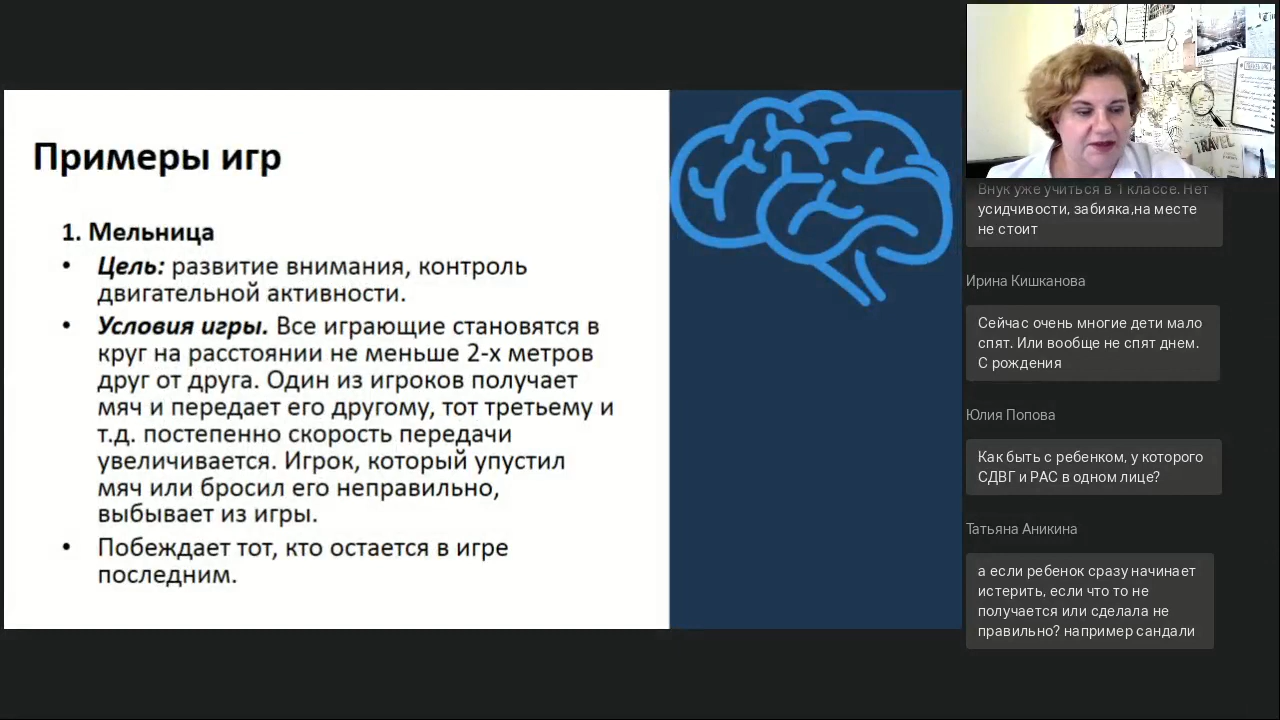 Примеры игр
1. Мельница
• Цель: развитие внимания, контроль
двигательной активности.
• Условия игры. Все играющие становятся в
круг на расстоянии не меньше 2-х метров
друг от друга. Один из игроков получает
мяч и передает его другому, тот третьему и
т.д. постепенно скорость передачи
увеличивается. Игрок, который упустил
мяч или бросил его неправильно,
выбывает из игры.
• Побеждает тот, кто остается в игре
последним.
TRAVEL
Внук уже учиться в 1 классе. Нет
усидчивости, забияка,на месте
не стоит
Ирина Кишканова
Сейчас очень многие дети мало
спят. Или вообще не спят днем.
С рождения
Юлия Попова
Как быть с ребенком, у которого
СДВГ и РАС в одном лице?
Татьяна Аникина
а если ребенок сразу начинает
истерить, если что то не
получается или сделала не
правильно? например сандали